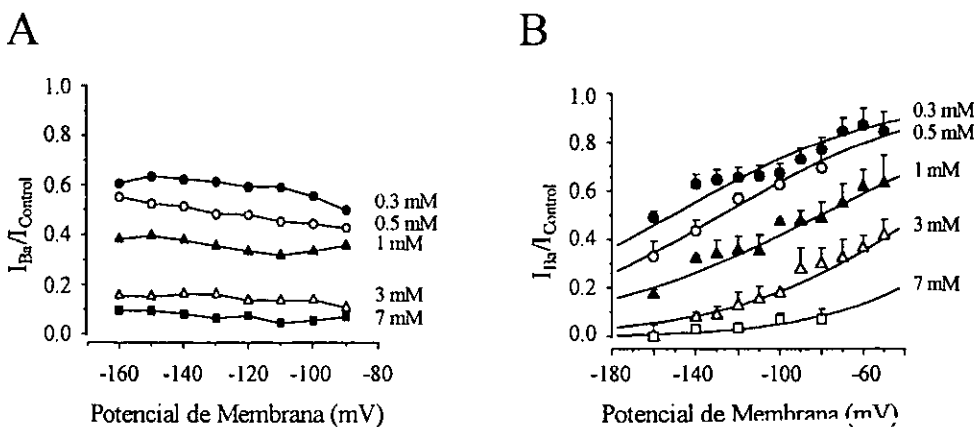 A
I_Ba/I_Control
1.0
0.8
0.6
0.4
0.2
0.0
0.3 mM
0.5 mM
1 mM
3 mM
7 mM
-160
-140
-120
-100
-80
Potencial de Membrana (mV)
B
I_Ba/I_Control
1.0
0.8
0.6
0.4
0.2
0.0
0.3 mM
0.5 mM
1 mM
3 mM
7 mM
-180
-140
-100
-60
Potencial de Membrana (mV)